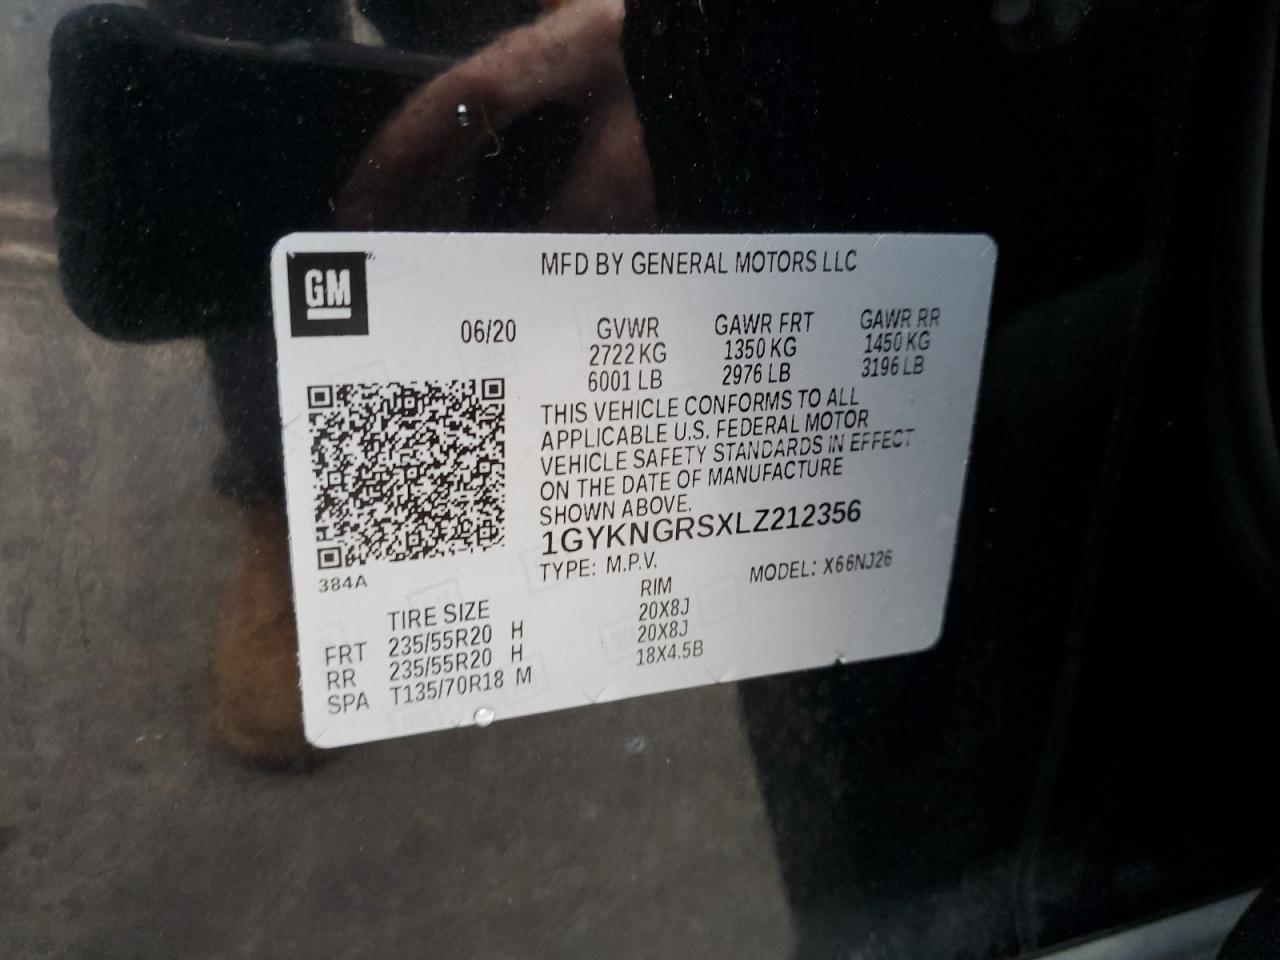 GM
MFD BY GENERAL MOTORS LLC
06/20 GVWR GAWR FRT GAWR RR
2722 KG 1350 KG 1450 KG
6001 LB 2976 LB 3196 LB
THIS VEHICLE CONFORMS TO ALL
APPLICABLE U.S. FEDERAL MOTOR
VEHICLE SAFETY STANDARDS IN EFFECT
ON THE DATE OF MANUFACTURE
SHOWN ABOVE.
1GYKNGRSXLZ212356
TYPE: M.P.V. MODEL: X66NJ26
384A
TIRE SIZE RIM
FRT 235/55R20 H 20X8J
RR 235/55R20 H 20X8J
SPA T135/70R18 M 18X4.5B